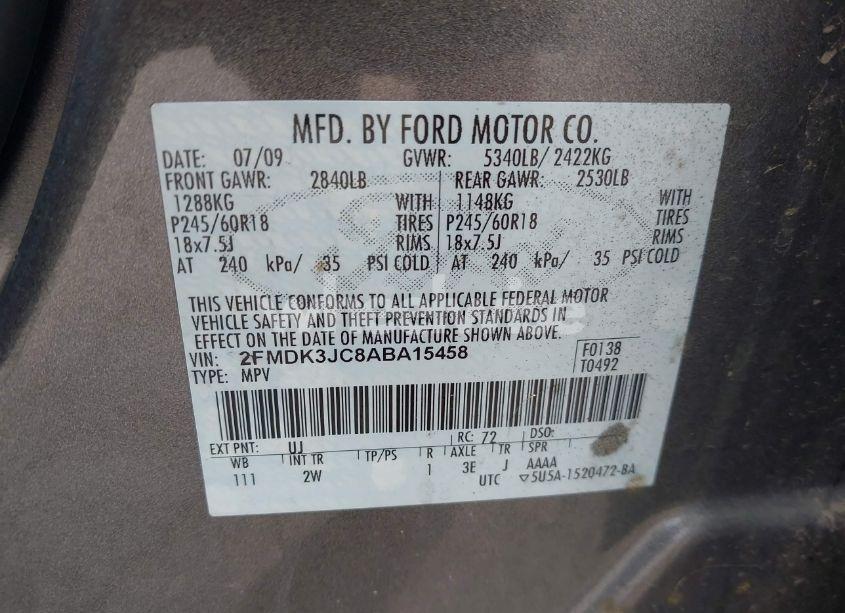 MFD. BY FORD MOTOR CO.
DATE: 07/09 GVWR: 5340LB/ 2422KG
FRONT GAWR: 2840LB REAR GAWR: 2530LB
1288KG WITH 1148KG WITH
P245/60R18 TIRES P245/60R18 TIRES
18x7.5J RIMS 18x7.5J RIMS
AT 240 kPa/ 35 PSI COLD AT 240 kPa/ 35 PSI COLD
THIS VEHICLE CONFORMS TO ALL APPLICABLE FEDERAL MOTOR
VEHICLE SAFETY AND THEFT PREVENTION STANDARDS IN
EFFECT ON THE DATE OF MANUFACTURE SHOWN ABOVE.
VIN: 2FMDK3JC8ABA15458 F0138
TYPE: MPV T0492
EXT PNT: UJ RC: 72 DSO:
WB INT TR TP/PS R AXLE TR SPR
111 2W 1 3E J AAAA
UTC ▽5U5A-1520472-BA